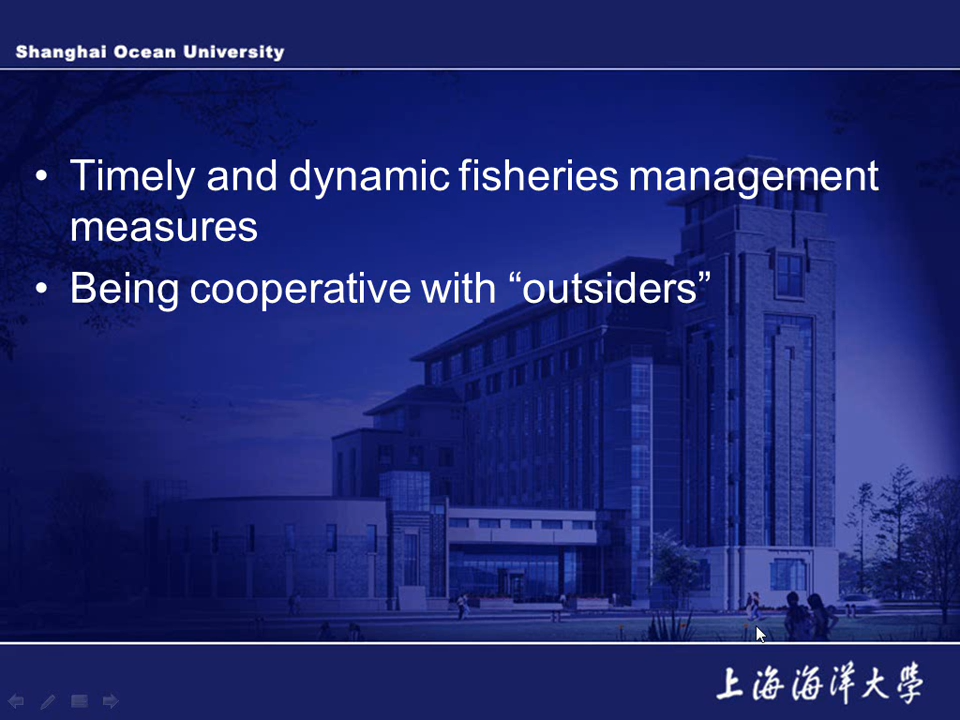 Shanghai Ocean University
• Timely and dynamic fisheries management
measures
• Being cooperative with “outsiders”
上海海洋大學